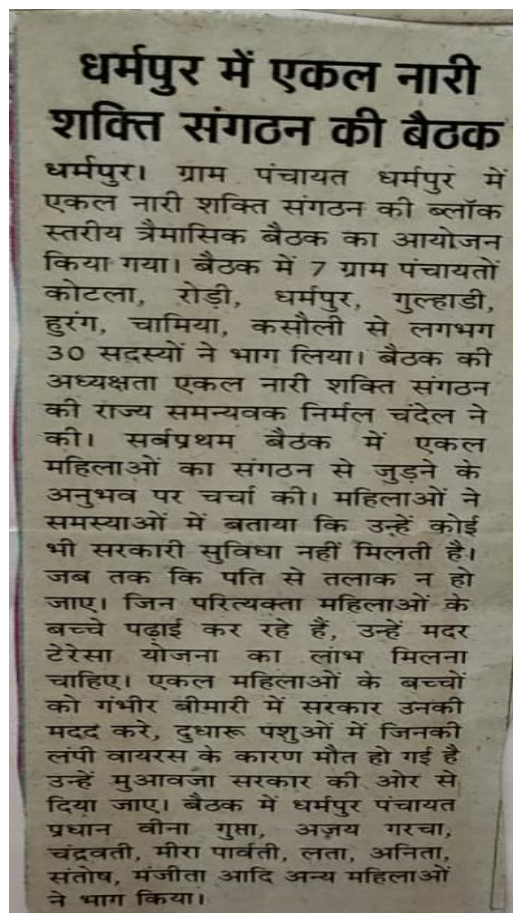 धर्मपुर में एकल नारी
शक्ति संगठन की बैठक
धर्मपुर। ग्राम पंचायत धर्मपुर में
एकल नारी शक्ति संगठन की ब्लॉक
स्तरीय त्रैमासिक बैठक का आयोजन
किया गया। बैठक में 7 ग्राम पंचायतों
कोटला, रोड़ी, धर्मपुर, गुल्हाडी,
हुरंग, चामिया, कसौली से लगभग
30 सदस्यों ने भाग लिया। बैठक की
अध्यक्षता एकल नारी शक्ति संगठन
की राज्य समन्यवक निर्मल चंदेल ने
की। सर्वप्रथम बैठक में एकल
महिलाओं का संगठन से जुड़ने के
अनुभव पर चर्चा की। महिलाओं ने
समस्याओं में बताया कि उन्हें कोई
भी सरकारी सुविधा नहीं मिलती है।
जब तक कि पति से तलाक न हो
जाए। जिन परित्यक्ता महिलाओं के
बच्चे पढ़ाई कर रहे हैं, उन्हें मदर
टेरेसा योजना का लाभ मिलना
चाहिए। एकल महिलाओं के बच्चों
को गंभीर बीमारी में सरकार उनकी
मदद करे, दुधारू पशुओं में जिनकी
लंपी वायरस के कारण मौत हो गई है
उन्हें मुआवजा सरकार की ओर से
दिया जाए। बैठक में धर्मपुर पंचायत
प्रधान वीना गुप्ता, अजय गरचा,
चंद्रवती, मीरा पार्वती, लता, अनिता,
संतोष, मंजीता आदि अन्य महिलाओं
ने भाग किया।